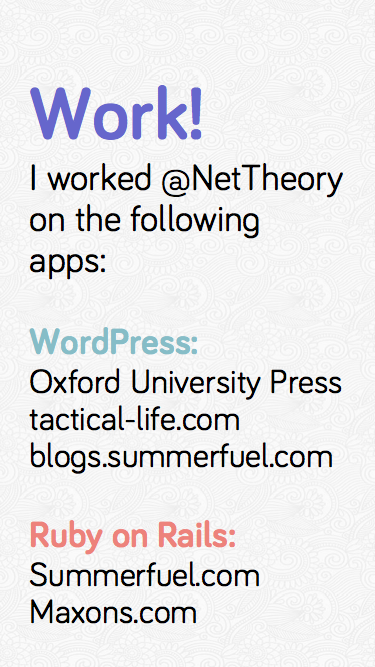 Work!
I worked @NetTheory
on the following
apps:
WordPress:
Oxford University Press
tactical-life.com
blogs.summerfuel.com
Ruby on Rails:
Summerfuel.com
Maxons.com